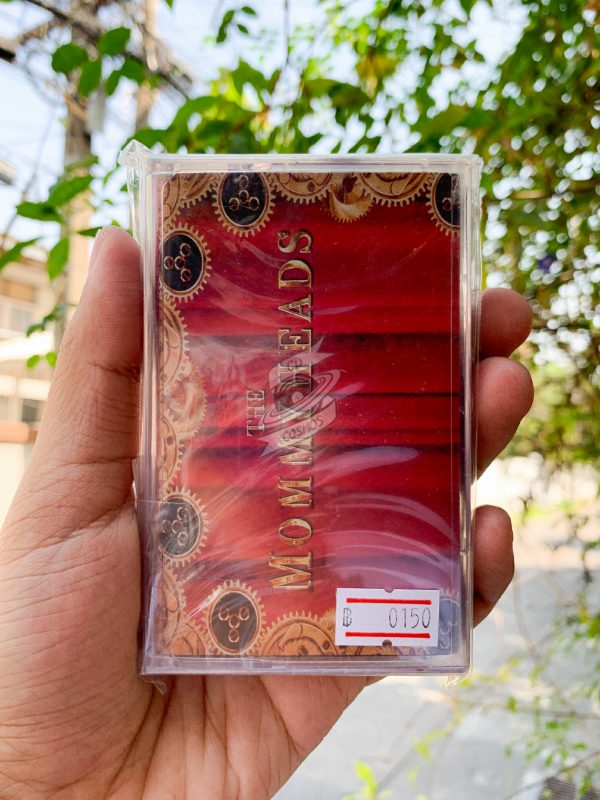 THE
MOMMYHEADS
COSMOS
฿ 0150